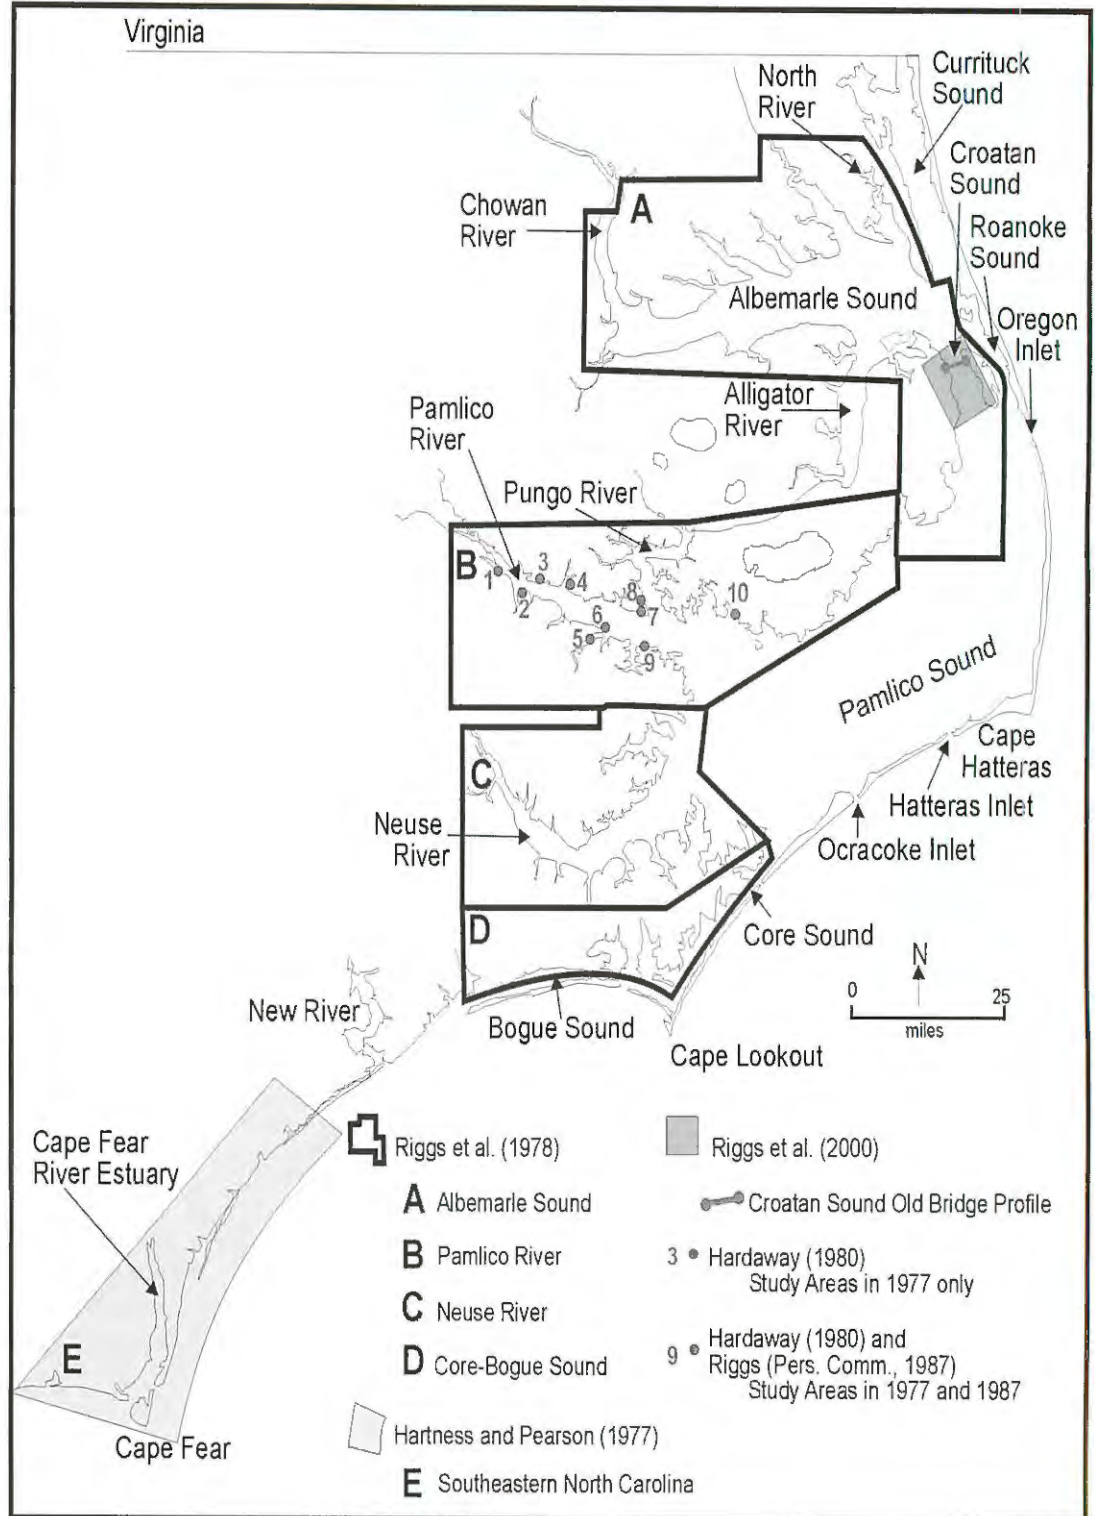 Virginia
North
River
Currituck
Sound
Croatan
Sound
Roanoke
Sound
Oregon
Inlet
Chowan
River
A
Albemarle Sound
Alligator
River
Pamlico
River
Pungo River
B
1
2
3
4
5
6
7
8
9
10
Pamlico Sound
Cape
Hatteras
Hatteras Inlet
Ocracoke Inlet
C
Neuse
River
D
Core Sound
Bogue Sound
Cape Lookout
New River
N
0
25
miles
Cape Fear
River Estuary
E
Cape Fear
Riggs et al. (1978)
A Albemarle Sound
B Pamlico River
C Neuse River
D Core-Bogue Sound
Hartness and Pearson (1977)
E Southeastern North Carolina
Riggs et al. (2000)
Croatan Sound Old Bridge Profile
3 Hardaway (1980)
Study Areas in 1977 only
9 Hardaway (1980) and
Riggs (Pers. Comm., 1987)
Study Areas in 1977 and 1987